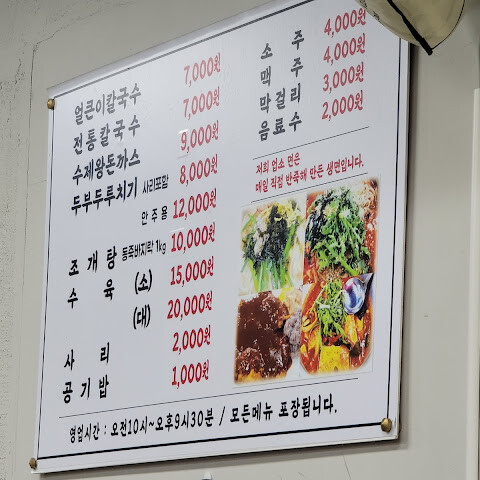 얼큰이칼국수 7,000원
전통칼국수 7,000원
수제왕돈까스 9,000원
두부두루치기 사리포함 8,000원
안주용 12,000원
조개탕 동죽바지락 1kg 10,000원
수육 (소) 15,000원
(대) 20,000원
사리 2,000원
공기밥 1,000원
소주 4,000원
맥주 4,000원
막걸리 3,000원
음료수 2,000원
저희 업소 면은
매일 직접 반죽해 만든 생면입니다.
영업시간 : 오전10시~오후9시30분 / 모든메뉴 포장됩니다.